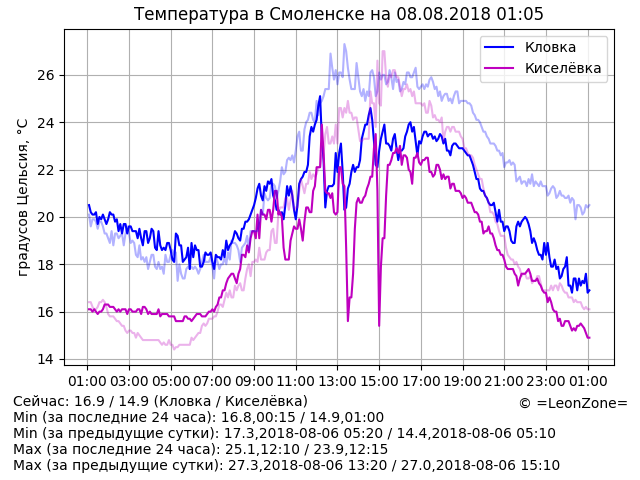 Температура в Смоленске на 08.08.2018 01:05
Кловка
Киселёвка
градусов Цельсия, °C
26
24
22
20
18
16
14
01:00 03:00 05:00 07:00 09:00 11:00 13:00 15:00 17:00 19:00 21:00 23:00 01:00
Сейчас: 16.9 / 14.9 (Кловка / Киселёвка)
© =LeonZone=
Min (за последние 24 часа): 16.8,00:15 / 14.9,01:00
Min (за предыдущие сутки): 17.3,2018-08-06 05:20 / 14.4,2018-08-06 05:10
Max (за последние 24 часа): 25.1,12:10 / 23.9,12:15
Max (за предыдущие сутки): 27.3,2018-08-06 13:20 / 27.0,2018-08-06 15:10